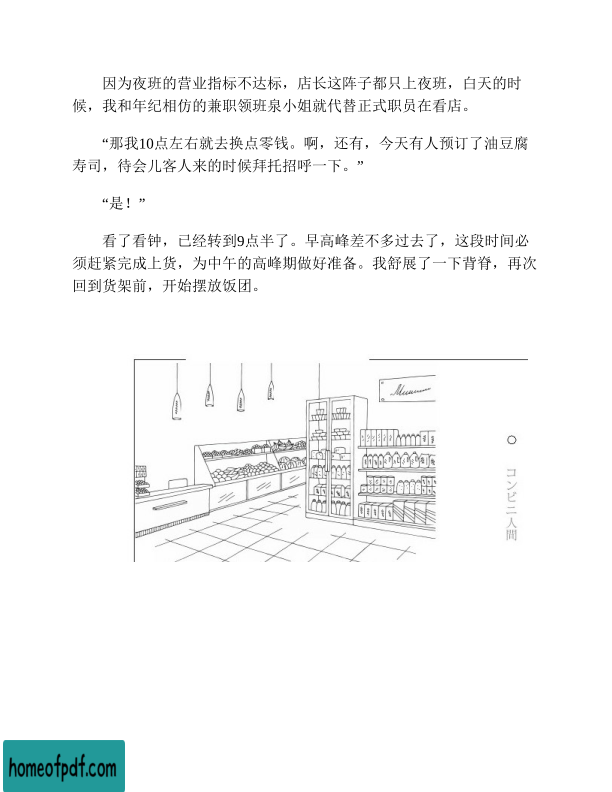 因为夜班的营业指标不达标，店长这阵子都只上夜班，白天的时
候，我和年纪相仿的兼职领班泉小姐就代替正式职员在看店。
“那我10点左右就去换点零钱。啊，还有，今天有人预订了油豆腐
寿司，待会儿客人来的时候拜托招呼一下。”
“是！”
看了看钟，已经转到9点半了。早高峰差不多过去了，这段时间必
须赶紧完成上货，为中午的高峰期做好准备。我舒展了一下背脊，再次
回到货架前，开始摆放饭团。
コンビニ人間
homeofpdf.com